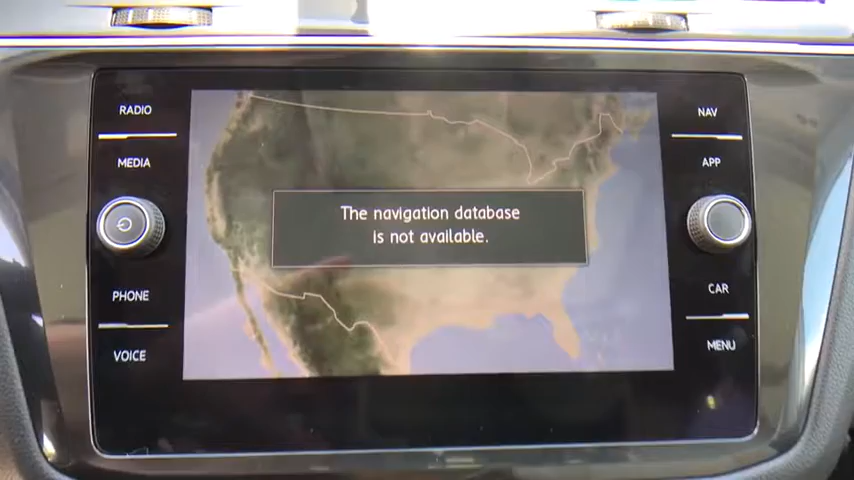 RADIO
MEDIA
PHONE
VOICE
The navigation database
is not available.
NAV
APP
CAR
MENU